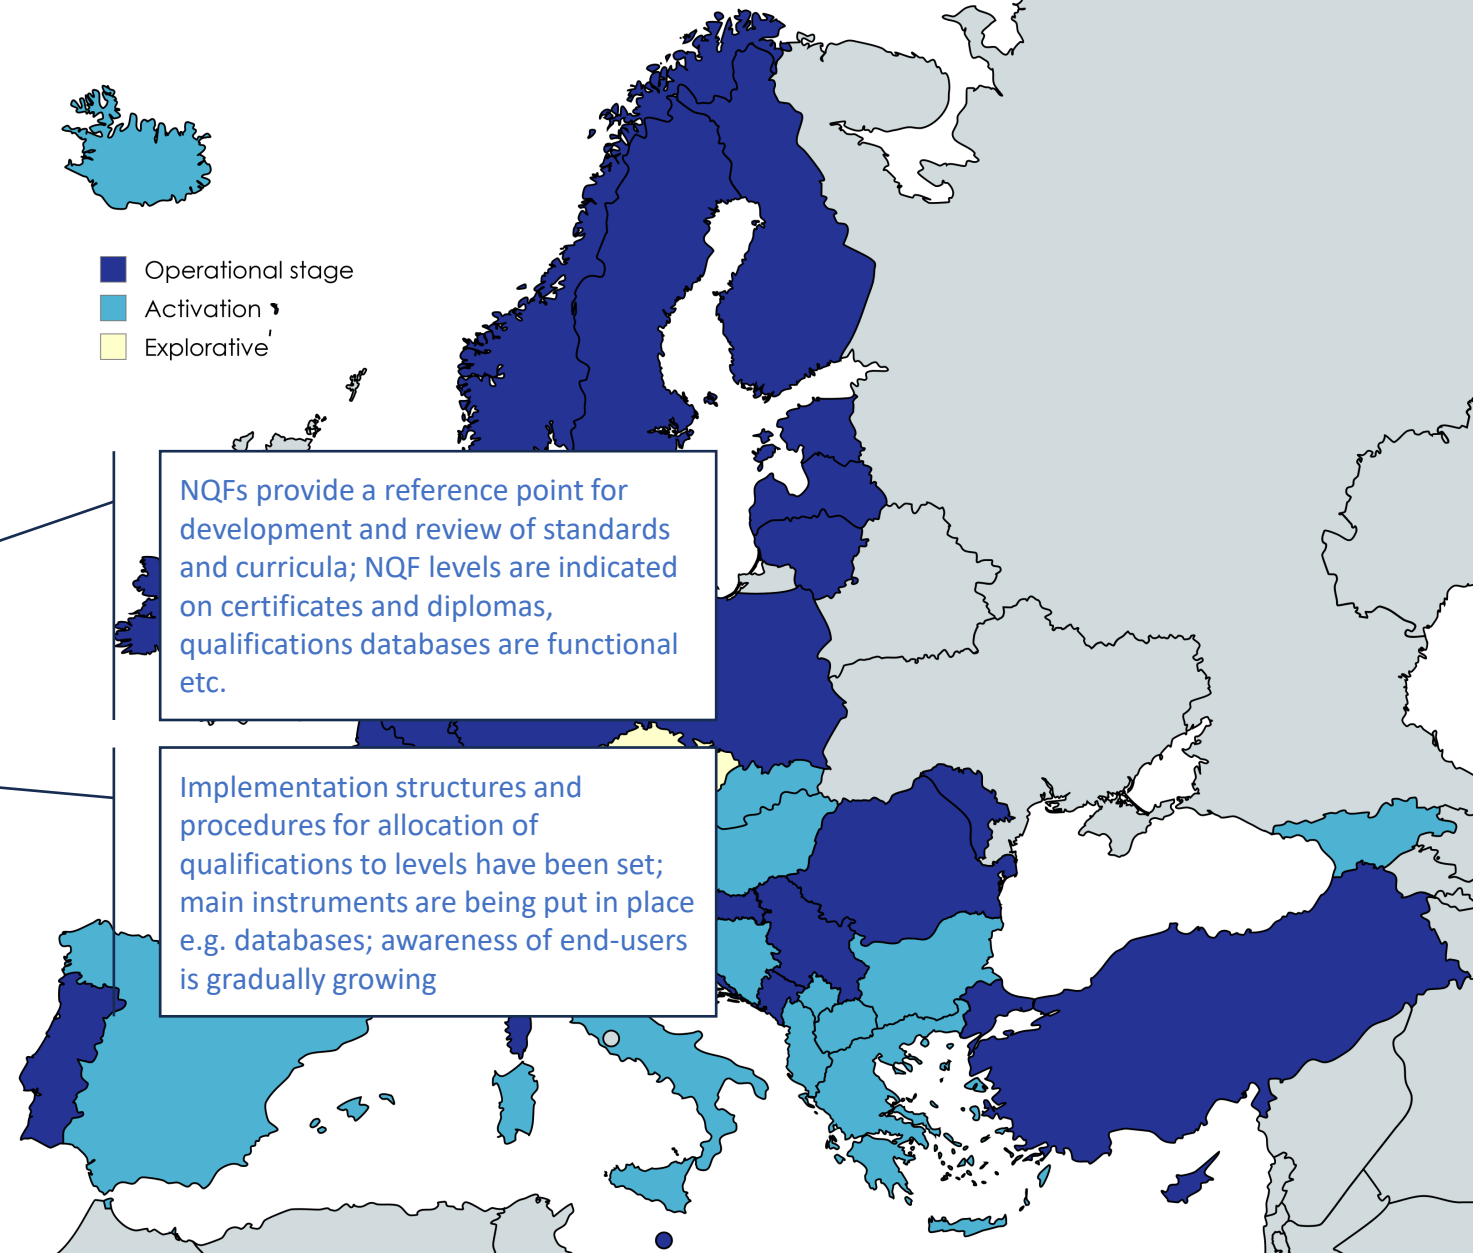 Operational stage
Activation
Explorative
NQFs provide a reference point for
development and review of standards
and curricula; NQF levels are indicated
on certificates and diplomas,
qualifications databases are functional
etc.
Implementation structures and
procedures for allocation of
qualifications to levels have been set;
main instruments are being put in place
e.g. databases; awareness of end-users
is gradually growing